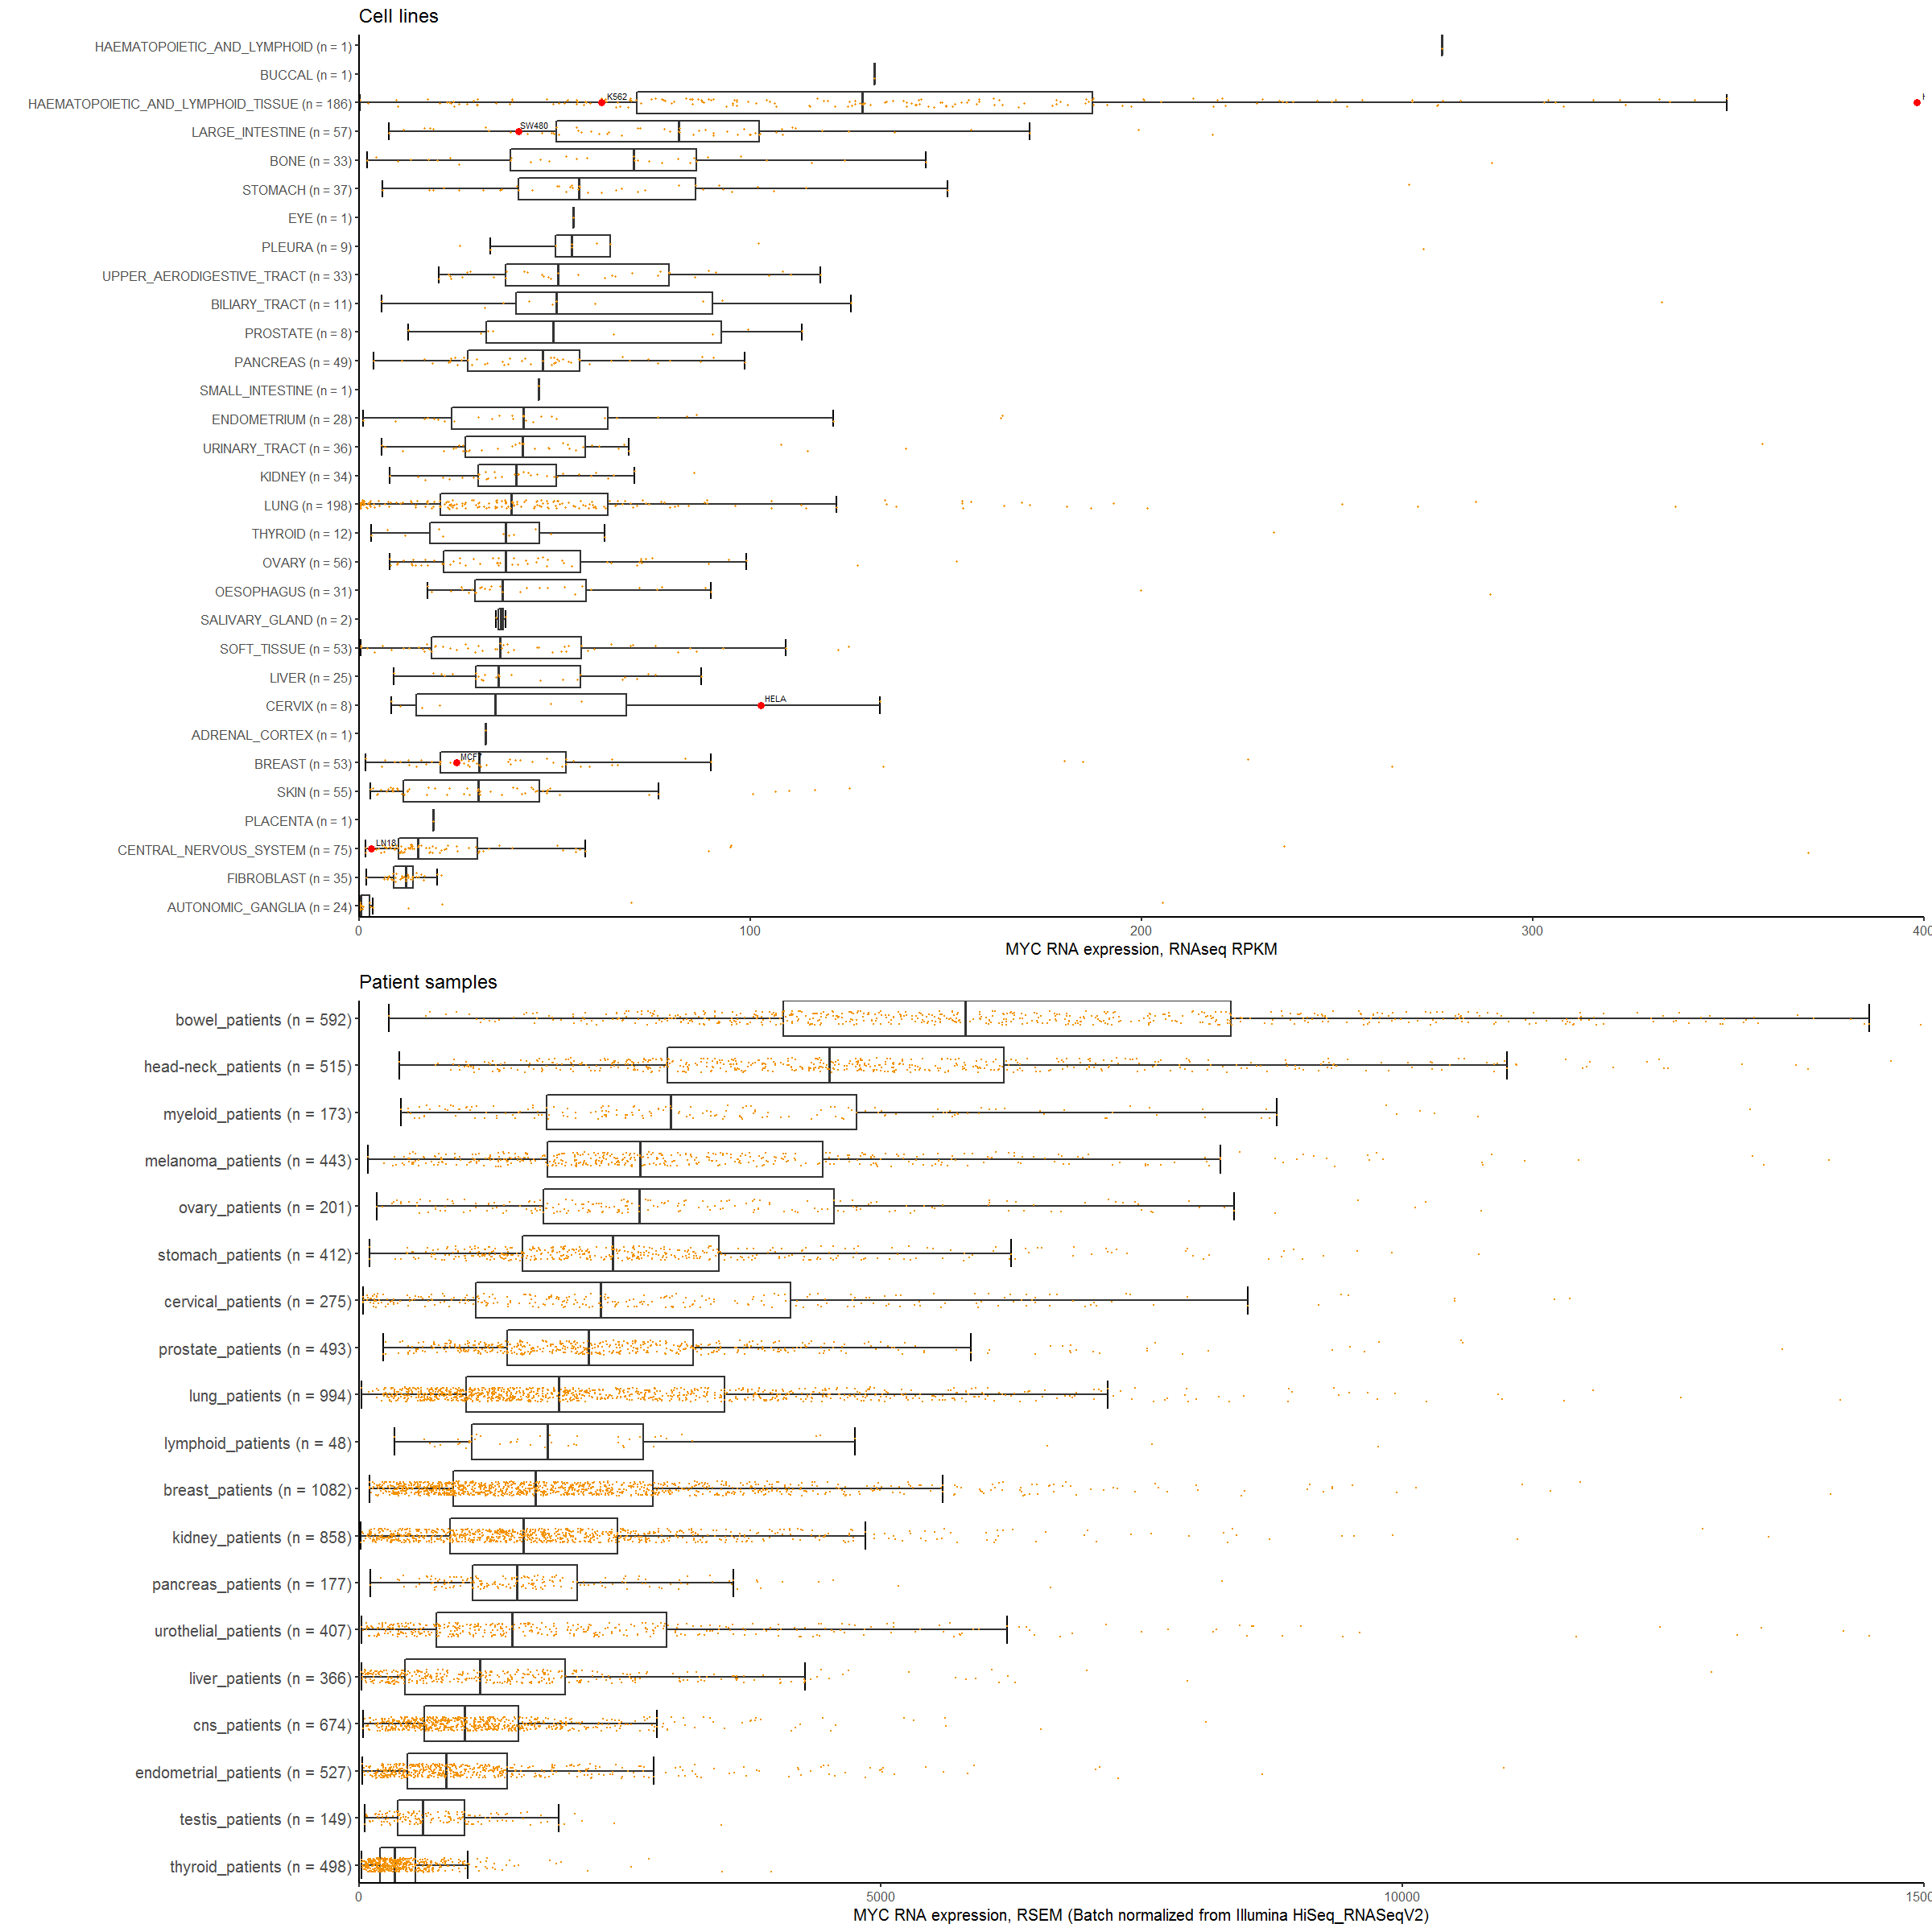 Cell lines
HAEMATOPOIETIC_AND_LYMPHOID (n = 1)
BUCCAL (n = 1)
HAEMATOPOIETIC_AND_LYMPHOID_TISSUE (n = 186)
K562
LARGE_INTESTINE (n = 57)
SW480
BONE (n = 33)
STOMACH (n = 37)
EYE (n = 1)
PLEURA (n = 9)
UPPER_AERODIGESTIVE_TRACT (n = 33)
BILIARY_TRACT (n = 11)
PROSTATE (n = 8)
PANCREAS (n = 49)
SMALL_INTESTINE (n = 1)
ENDOMETRIUM (n = 28)
URINARY_TRACT (n = 36)
KIDNEY (n = 34)
LUNG (n = 198)
THYROID (n = 12)
OVARY (n = 56)
OESOPHAGUS (n = 31)
SALIVARY_GLAND (n = 2)
SOFT_TISSUE (n = 53)
LIVER (n = 25)
CERVIX (n = 8)
HELA
ADRENAL_CORTEX (n = 1)
BREAST (n = 53)
MCF7
SKIN (n = 55)
PLACENTA (n = 1)
CENTRAL_NERVOUS_SYSTEM (n = 75)
FIBROBLAST (n = 35)
AUTONOMIC_GANGLIA (n = 24)
0 100 200 300
MYC RNA expression, RNAseq RPKM
Patient samples
bowel_patients (n = 592)
head-neck_patients (n = 515)
myeloid_patients (n = 173)
melanoma_patients (n = 443)
ovary_patients (n = 201)
stomach_patients (n = 412)
cervical_patients (n = 275)
prostate_patients (n = 493)
lung_patients (n = 994)
lymphoid_patients (n = 48)
breast_patients (n = 1082)
kidney_patients (n = 858)
pancreas_patients (n = 177)
urothelial_patients (n = 407)
liver_patients (n = 366)
cns_patients (n = 674)
endometrial_patients (n = 527)
testis_patients (n = 149)
thyroid_patients (n = 498)
0 5000 10000
MYC RNA expression, RSEM (Batch normalized from Illumina HiSeq_RNASeqV2)